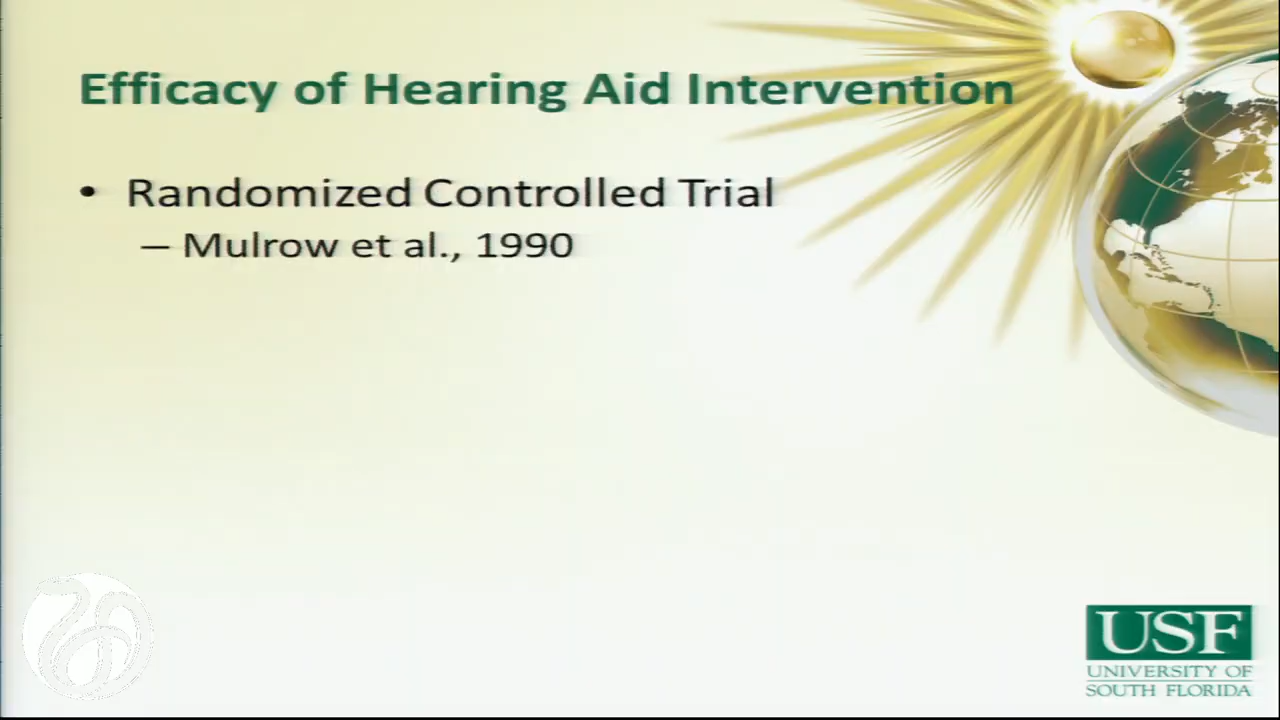 Efficacy of Hearing Aid Intervention
• Randomized Controlled Trial
– Mulrow et al., 1990
USF
UNIVERSITY OF
SOUTH FLORIDA